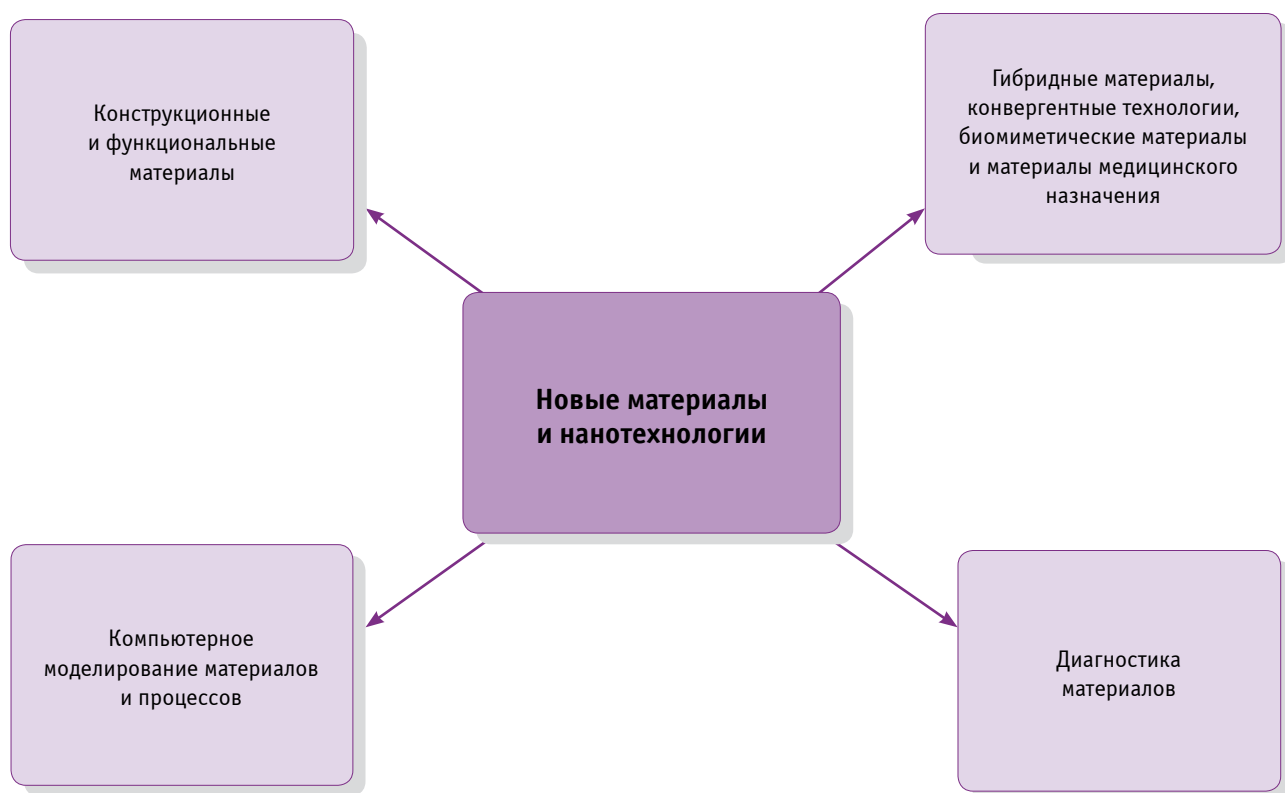 Конструкционные
и функциональные
материалы
Гибридные материалы,
конвергентные технологии,
биомиметические материалы
и материалы медицинского
назначения
Новые материалы
и нанотехнологии
Компьютерное
моделирование материалов
и процессов
Диагностика
материалов